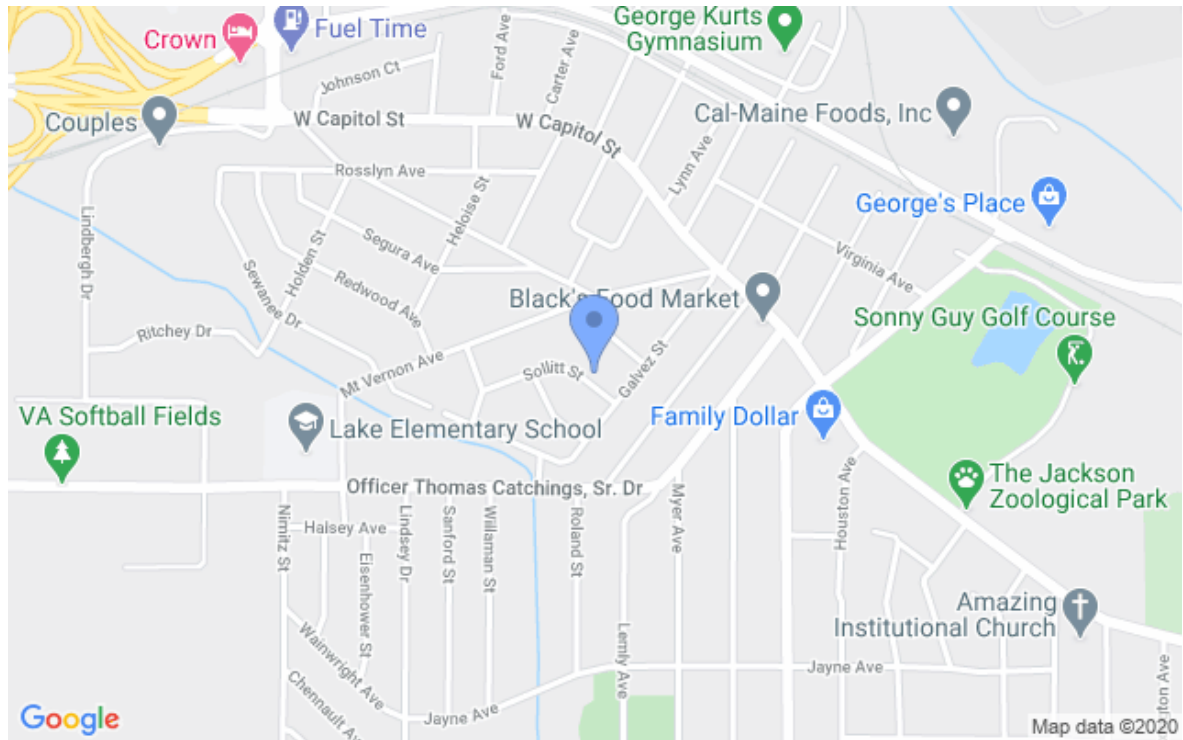 George Kurts
Gymnasium
Crown
Fuel Time
Ford Ave
Carter Ave
Johnson Ct
Couples
W Capitol St
W Capitol St
Cal-Maine Foods, Inc
Lynn Ave
Rosslyn Ave
Heloise St
George's Place
Lindbergh Dr
Holden St
Segura Ave
Virginia Ave
Sewanee Dr
Redwood Ave
Black's Food Market
Sonny Guy Golf Course
Ritchey Dr
Mt Vernon Ave
Sollitt St
Galvez St
VA Softball Fields
Lake Elementary School
Family Dollar
The Jackson
Zoological Park
Officer Thomas Catchings, Sr. Dr
Houston Ave
Myer Ave
Nimitz St
Halsey Ave
Lindsey Dr
Sanford St
Willaman St
Roland St
Eisenhower St
Amazing
Institutional Church
Wainwright Ave
Lemly Ave
Jayne Ave
Chennault Ave
Jayne Ave
gton Ave
Google
Map data ©2020